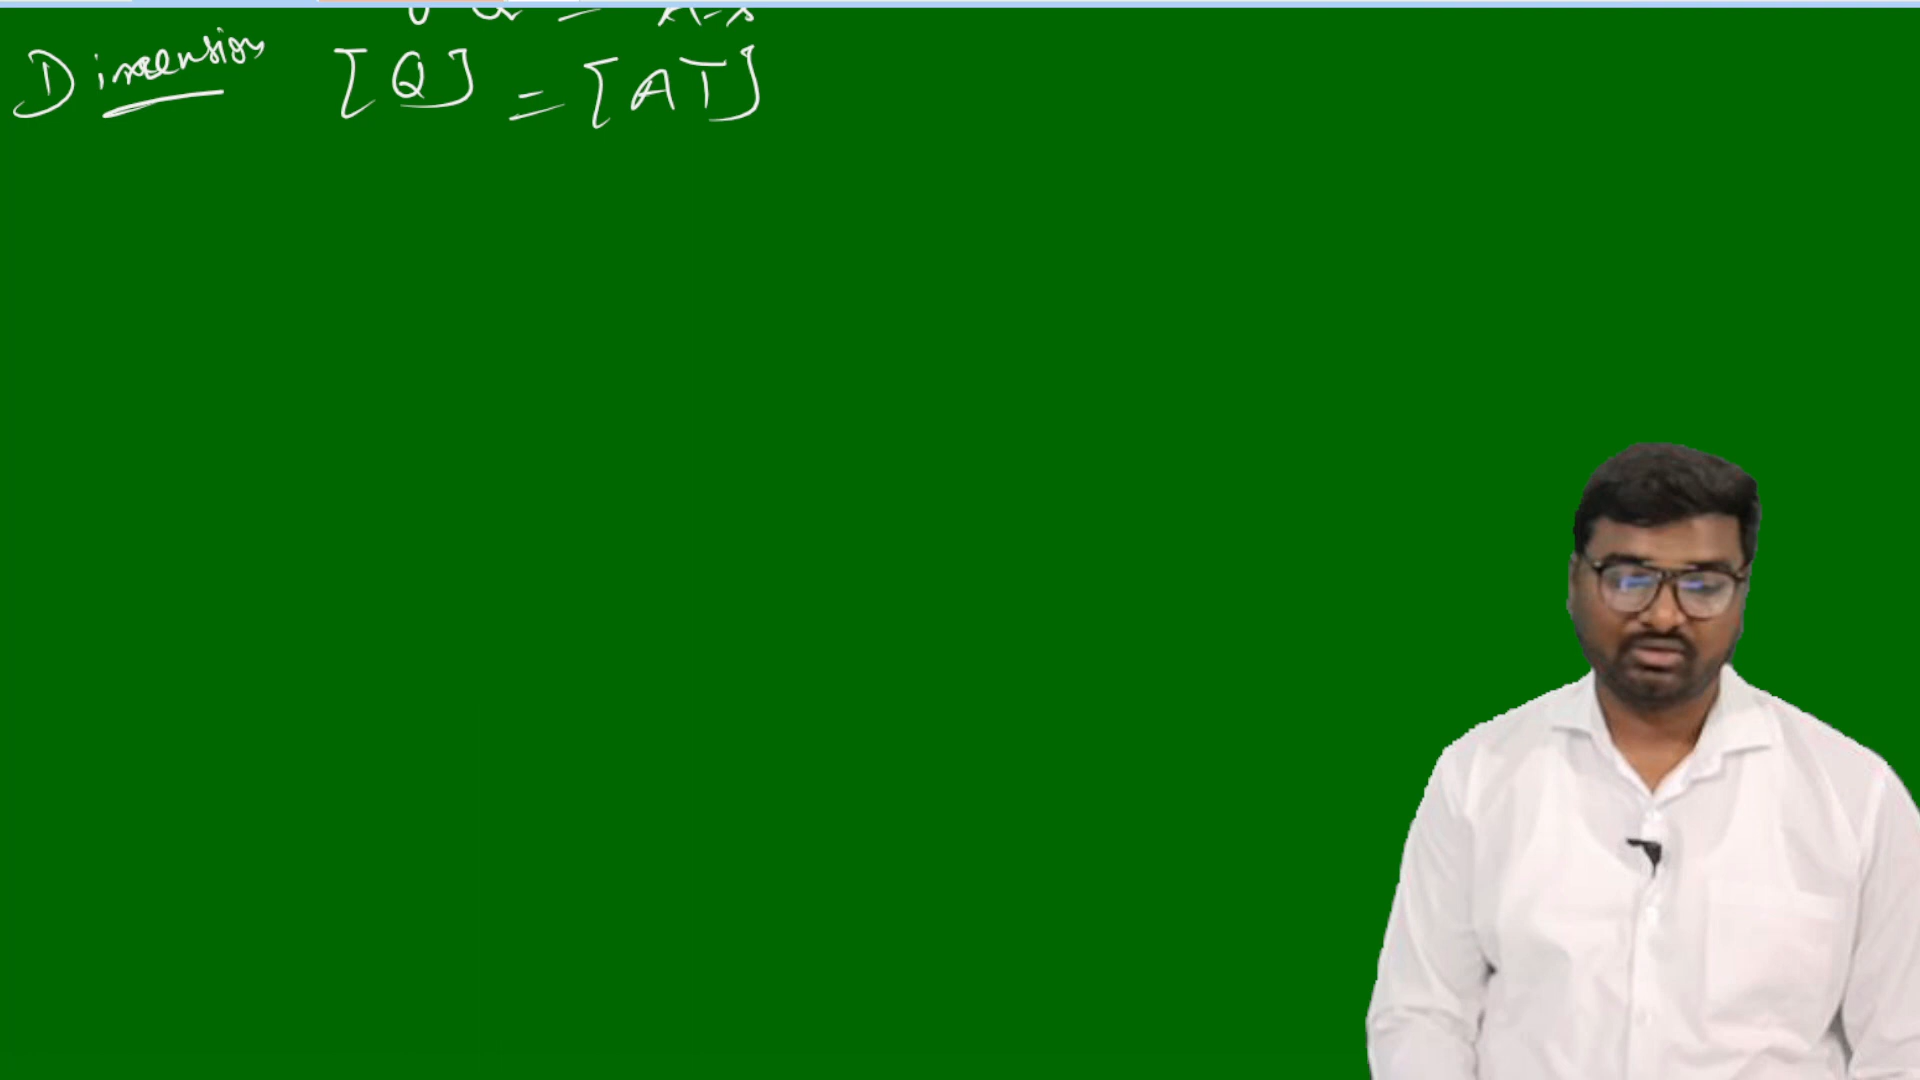 Dimension [Q] = [AT]